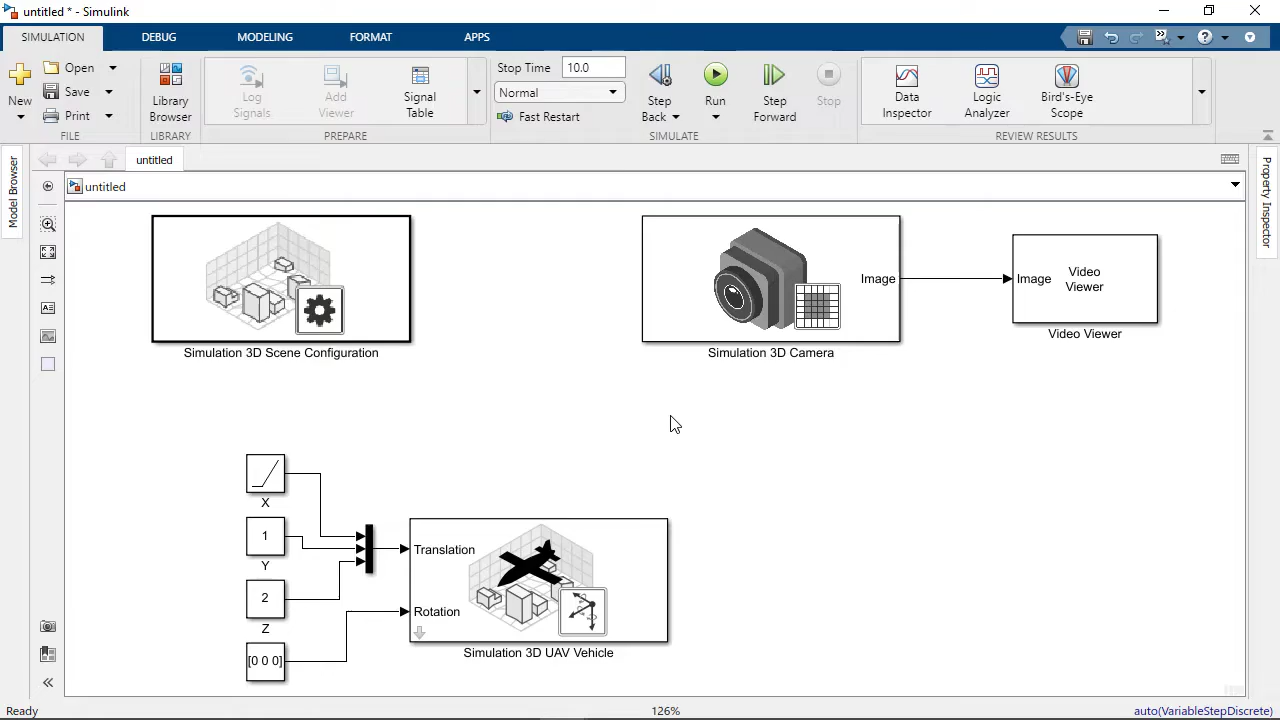 untitled * - Simulink
SIMULATION
DEBUG
MODELING
FORMAT
APPS
New
Open
Save
Print
FILE
Library
Browser
LIBRARY
Log
Signals
Add
Viewer
Signal
Table
PREPARE
Stop Time
10.0
Normal
Fast Restart
Step
Back
Run
Step
Forward
Stop
SIMULATE
Data
Inspector
Logic
Analyzer
Bird's-Eye
Scope
REVIEW RESULTS
Model Browser
untitled
untitled
Property Inspector
Simulation 3D Scene Configuration
Image
Simulation 3D Camera
Image
Video
Viewer
Video Viewer
X
1
Y
2
Z
[0 0 0]
Translation
Rotation
Simulation 3D UAV Vehicle
Ready
126%
auto(VariableStepDiscrete)